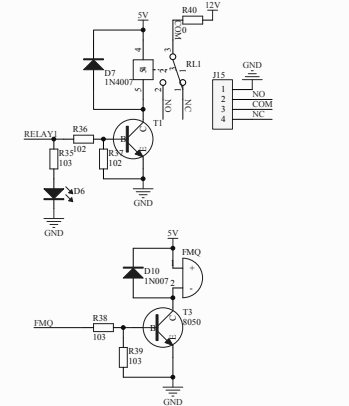 R40
12V
0
5V
COM
4
3
D7
1N4007
RL1
5
2
1
NO
NC
GND
J15
1
2
3
4
NO
COM
NC
T1
C
B
E
RELAY1
R36
102
R35
103
R37
102
D6
GND
GND
5V
FMQ
D10
1N007
1
+
2
-
T3
8050
C
B
E
FMQ
R38
103
R39
103
GND